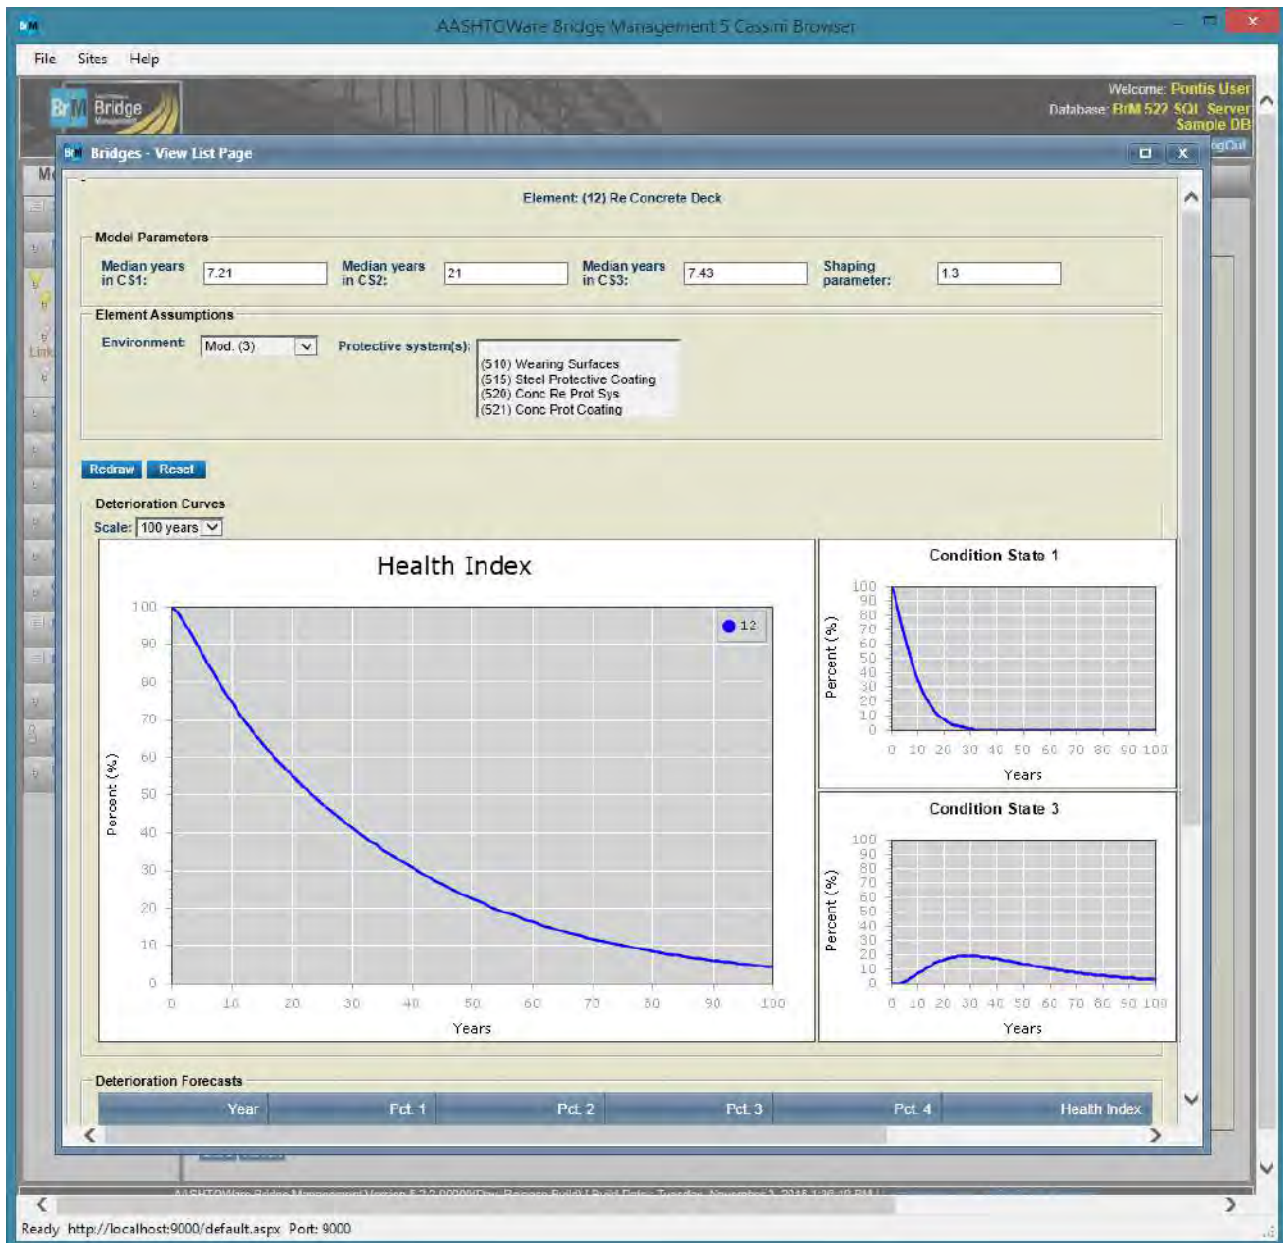 BrM AASHTOWare Bridge Management 5 Cassini Browser X
File Sites Help
BrM Bridge Management
Welcome: Pontis User
Database: BrM 522 SQL Server
Sample DB
BrM Bridges - View List Page X
Element: (12) Re Concrete Deck
Model Parameters
Median years in CS1: 7.21 Median years in CS2: 21 Median years in CS3: 7.43 Shaping parameter: 1.3
Element Assumptions
Environment: Mod. (3) Protective system(s):
(510) Wearing Surfaces
(515) Steel Protective Coating
(520) Conc Re Prot Sys
(521) Conc Prot Coating
Redraw Reset
Deterioration Curves
Scale: 100 years
Health Index
12
100
90
80
70
60
50
40
30
20
10
0
Percent (%)
0 10 20 30 40 50 60 70 80 90 100
Years
Condition State 1
100
90
80
70
60
50
40
30
20
10
0
Percent (%)
0 10 20 30 40 50 60 70 80 90 100
Years
Condition State 3
100
90
80
70
60
50
40
30
20
10
0
Percent (%)
0 10 20 30 40 50 60 70 80 90 100
Years
Deterioration Forecasts
Year Pct. 1 Pct. 2 Pct. 3 Pct. 4 Health Index
Ready http://localhost:9000/default.aspx Port: 9000